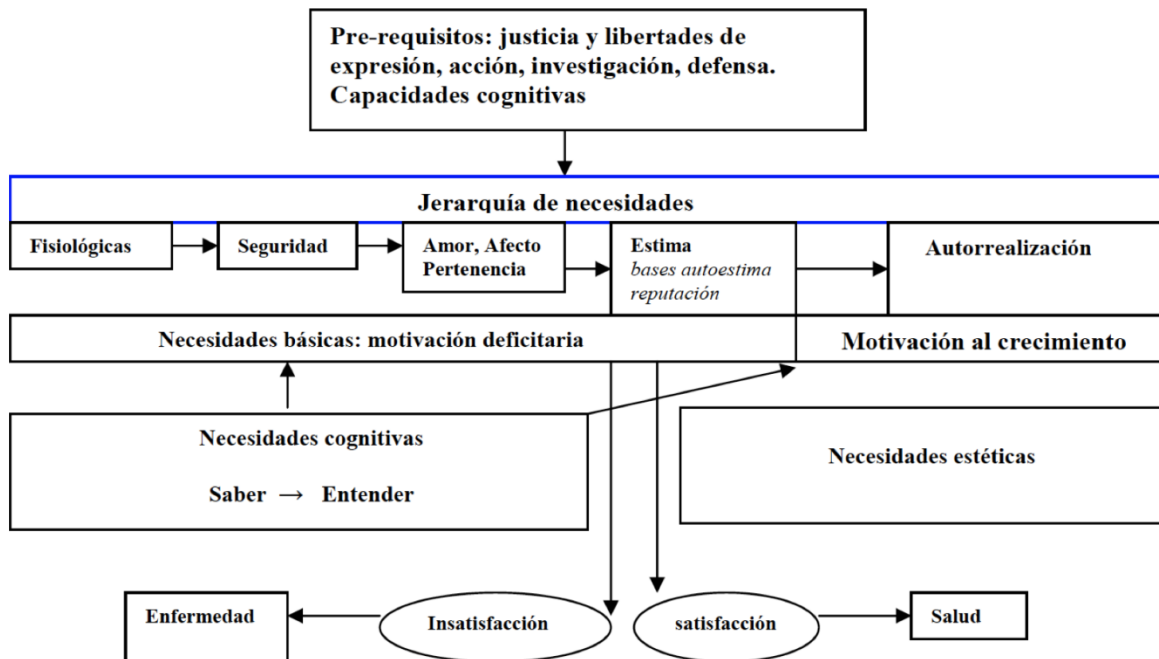 Pre-requisitos: justicia y libertades de
expresión, acción, investigación, defensa.
Capacidades cognitivas
Jerarquía de necesidades
Fisiológicas
Seguridad
Amor, Afecto
Pertenencia
Estima
bases autoestima
reputación
Autorrealización
Necesidades básicas: motivación deficitaria
Motivación al crecimiento
Necesidades cognitivas
Saber → Entender
Necesidades estéticas
Enfermedad
Insatisfacción
satisfacción
Salud